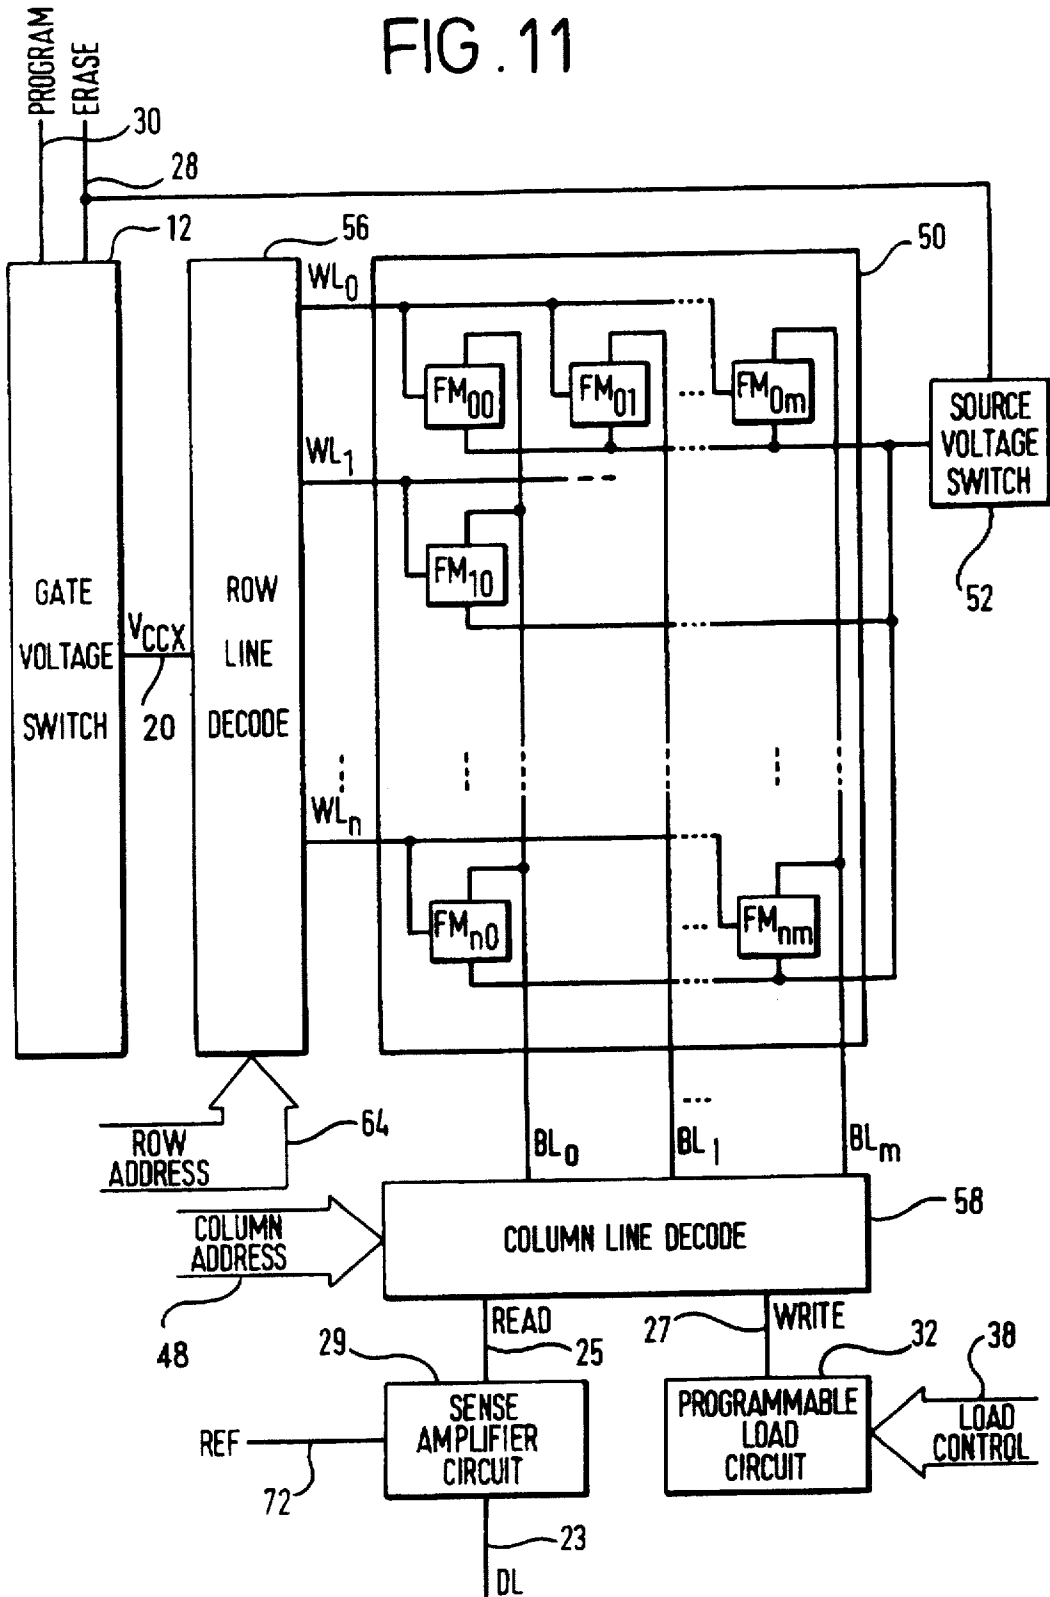 FIG. 11
PROGRAM
ERASE
30
28
12
56
50
WL0
FM00
FM01
...
FM0m
SOURCE
VOLTAGE
SWITCH
52
WL1
FM10
GATE
VOLTAGE
SWITCH
VCCX
20
ROW
LINE
DECODE
WLn
FMn0
...
FMnm
ROW
ADDRESS
64
BL0
BL1
...
BLm
COLUMN
ADDRESS
48
COLUMN LINE DECODE
58
READ
25
27
WRITE
29
SENSE
AMPLIFIER
CIRCUIT
REF
72
23
DL
32
PROGRAMMABLE
LOAD
CIRCUIT
38
LOAD
CONTROL